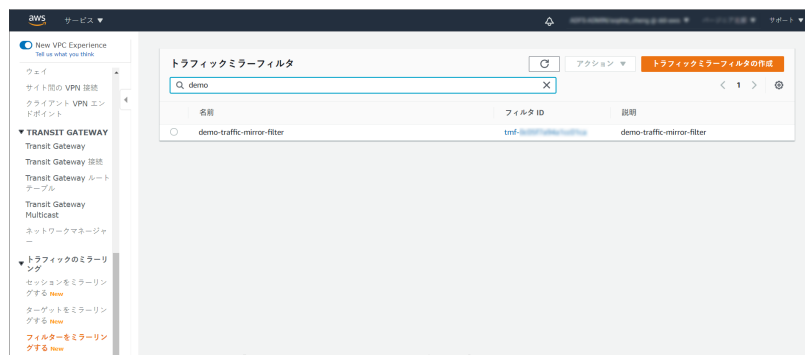 aws サービス ▼
サポート ▼
New VPC Experience
Tell us what you think
ウェイ
サイト間の VPN 接続
クライアント VPN エン
ドポイント
▼ TRANSIT GATEWAY
Transit Gateway
Transit Gateway 接続
Transit Gateway ルート
テーブル
Transit Gateway
Multicast
ネットワークマネージャ
ー
▼ トラフィックのミラーリ
ング
セッションをミラーリン
グする New
ターゲットをミラーリン
グする New
フィルターをミラーリン
グする New
トラフィックミラーフィルタ
アクション ▼
トラフィックミラーフィルタの作成
demo
1
名前 フィルタ ID 説明
demo-traffic-mirror-filter tmf- demo-traffic-mirror-filter